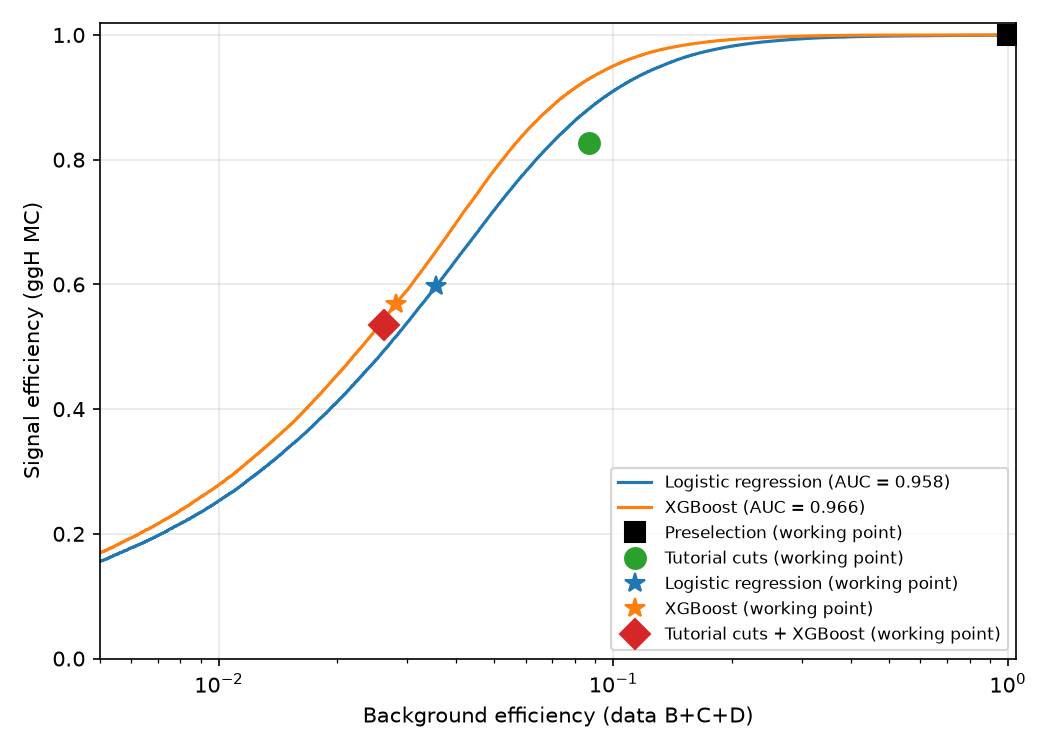 1.0
0.8
0.6
0.4
0.2
0.0
Signal efficiency (ggH MC)
10⁻²
10⁻¹
10⁰
Background efficiency (data B+C+D)
Logistic regression (AUC = 0.958)
XGBoost (AUC = 0.966)
Preselection (working point)
Tutorial cuts (working point)
Logistic regression (working point)
XGBoost (working point)
Tutorial cuts + XGBoost (working point)